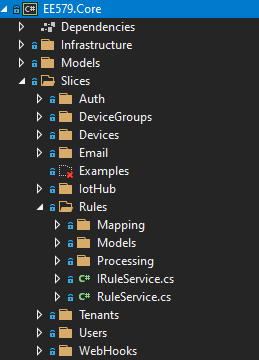 C# EE579.Core
Dependencies
Infrastructure
Models
Slices
Auth
DeviceGroups
Devices
Email
Examples
IotHub
Rules
Mapping
Models
Processing
C# IRuleService.cs
C# RuleService.cs
Tenants
Users
WebHooks